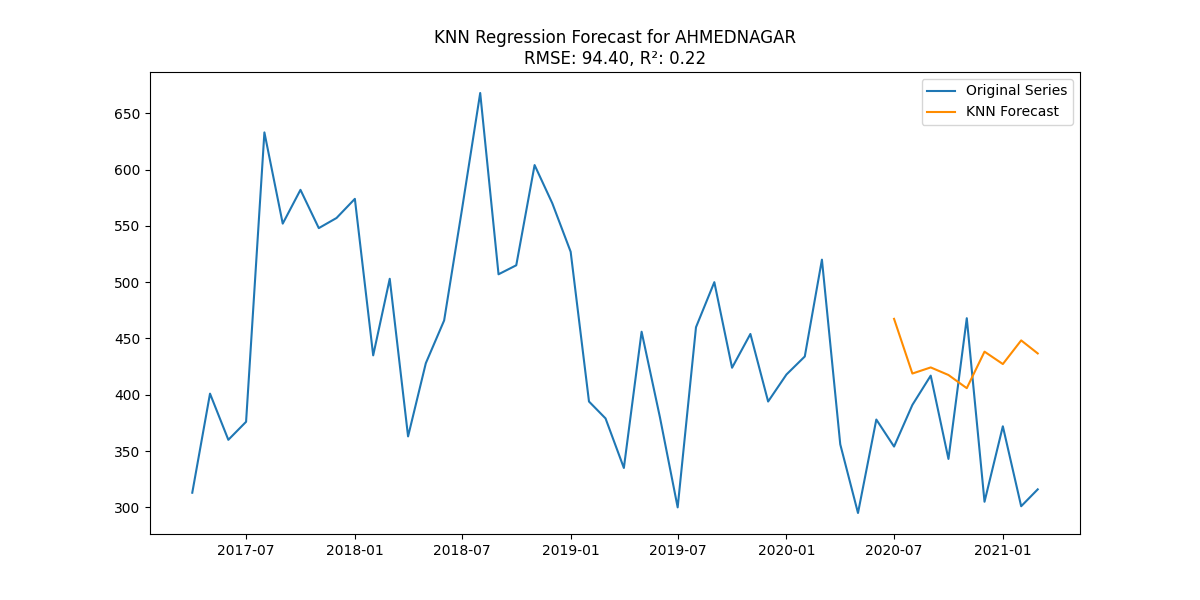 KNN Regression Forecast for AHMEDNAGAR
RMSE: 94.40, R²: 0.22
Original Series
KNN Forecast
650
600
550
500
450
400
350
300
2017-07 2018-01 2018-07 2019-01 2019-07 2020-01 2020-07 2021-01